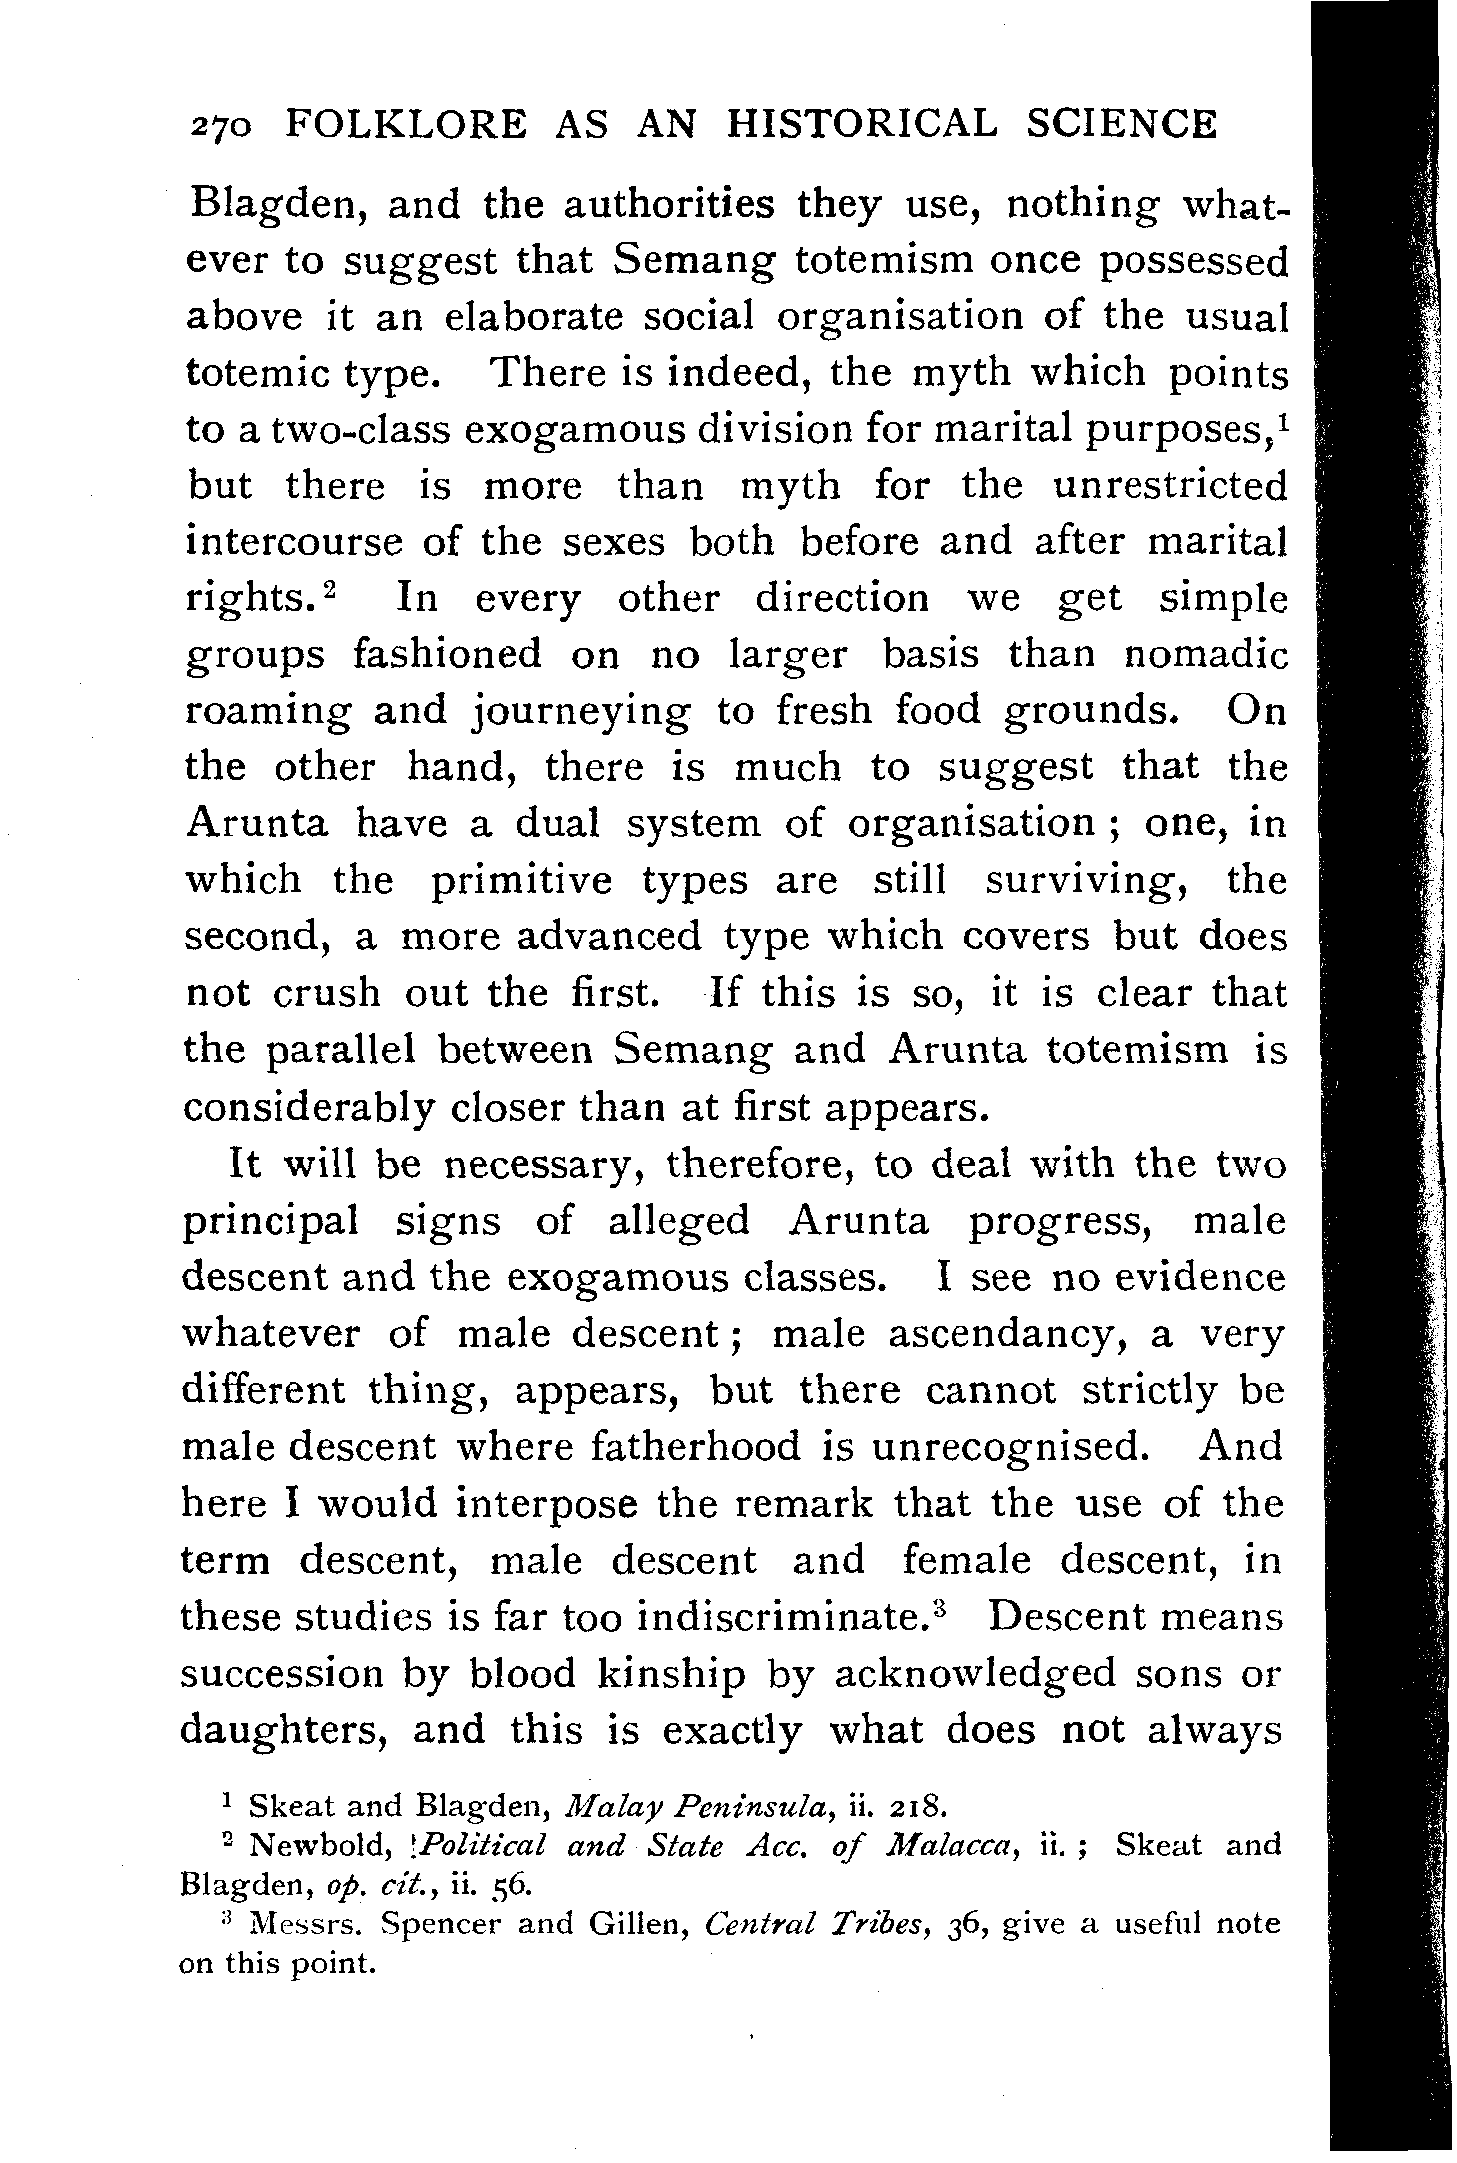 270 FOLKLORE AS AN HISTORICAL SCIENCE
Blagden, and the authorities they use, nothing what-
ever to suggest that Semang totemism once possessed
above it an elaborate social organisation of the usual
totemic type. There is indeed, the myth which points
to a two-class exogamous division for marital purposes,¹
but there is more than myth for the unrestricted
intercourse of the sexes both before and after marital
rights.² In every other direction we get simple
groups fashioned on no larger basis than nomadic
roaming and journeying to fresh food grounds. On
the other hand, there is much to suggest that the
Arunta have a dual system of organisation ; one, in
which the primitive types are still surviving, the
second, a more advanced type which covers but does
not crush out the first. If this is so, it is clear that
the parallel between Semang and Arunta totemism is
considerably closer than at first appears.
It will be necessary, therefore, to deal with the two
principal signs of alleged Arunta progress, male
descent and the exogamous classes. I see no evidence
whatever of male descent ; male ascendancy, a very
different thing, appears, but there cannot strictly be
male descent where fatherhood is unrecognised. And
here I would interpose the remark that the use of the
term descent, male descent and female descent, in
these studies is far too indiscriminate.³ Descent means
succession by blood kinship by acknowledged sons or
daughters, and this is exactly what does not always
¹ Skeat and Blagden, Malay Peninsula, ii. 218.
² Newbold, Political and State Acc. of Malacca, ii. ; Skeat and
Blagden, op. cit., ii. 56.
³ Messrs. Spencer and Gillen, Central Tribes, 36, give a useful note
on this point.